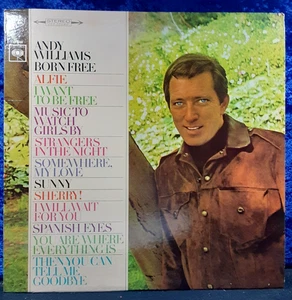 STEREO
ANDY
WILLIAMS
BORN FREE
ALFIE
I WANT
TO BE FREE
MUSIC TO
WATCH
GIRLS BY
STRANGERS
IN THE NIGHT
SOMEWHERE,
MY LOVE
SUNNY
SHERRY!
I WILL WAIT
FOR YOU
SPANISH EYES
YOU ARE WHERE
EVERYTHING IS
THEN YOU CAN
TELL ME
GOODBYE